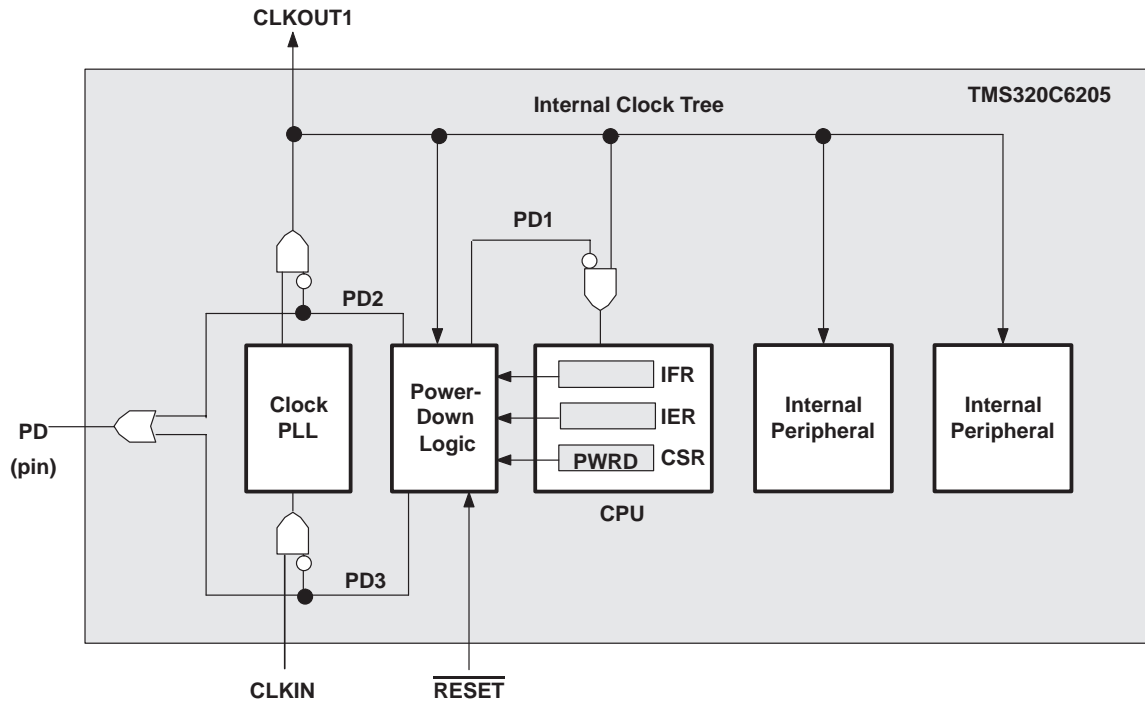 CLKOUT1
TMS320C6205
Internal Clock Tree
PD1
PD2
Clock
PLL
Power-
Down
Logic
IFR
IER
PWRD
CSR
CPU
Internal
Peripheral
Internal
Peripheral
PD
(pin)
PD3
CLKIN
RESET